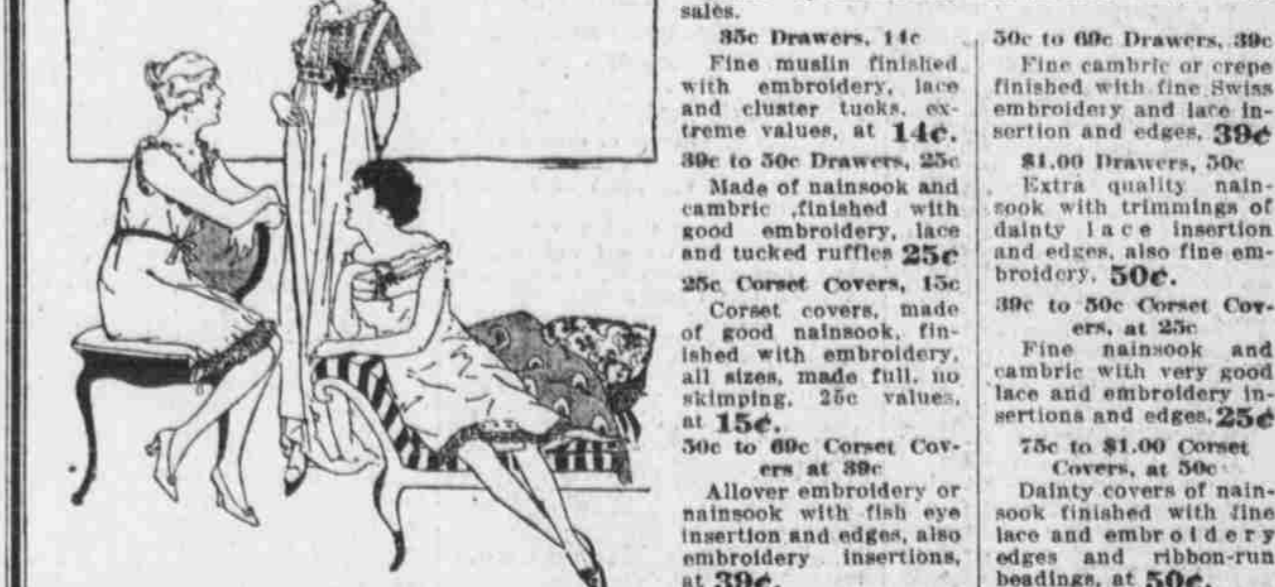 sales.
35c Drawers, 14c
Fine muslin finished
with embroidery, lace
and cluster tucks, ex-
treme values, at 14¢.
39c to 50c Drawers, 25c
Made of nainsook and
cambric ,finished with
good embroidery, lace
and tucked ruffles 25¢
25c Corset Covers, 15c
Corset covers, made
of good nainsook, fin-
ished with embroidery,
all sizes, made full, no
skimping, 25c values,
at 15¢.
50c to 69c Corset Cov-
ers at 39c
Allover embroidery or
nainsook with fish eye
insertion and edges, also
embroidery insertions,
at 39¢.
50c to 69c Drawers, 39c
Fine cambric or crepe
finished with fine Swiss
embroidery and lace in-
sertion and edges, 39¢
$1.00 Drawers, 50c
Extra quality nain-
sook with trimmings of
dainty lace insertion
and edges, also fine em-
broidery, 50¢.
39c to 50c Corset Cov-
ers, at 25c
Fine nainsook and
cambric with very good
lace and embroidery in-
sertions and edges, 25¢
75c to $1.00 Corset
Covers, at 50c
Dainty covers of nain-
sook finished with fine
lace and embroidery
edges and ribbon-run
beadings, at 50¢.